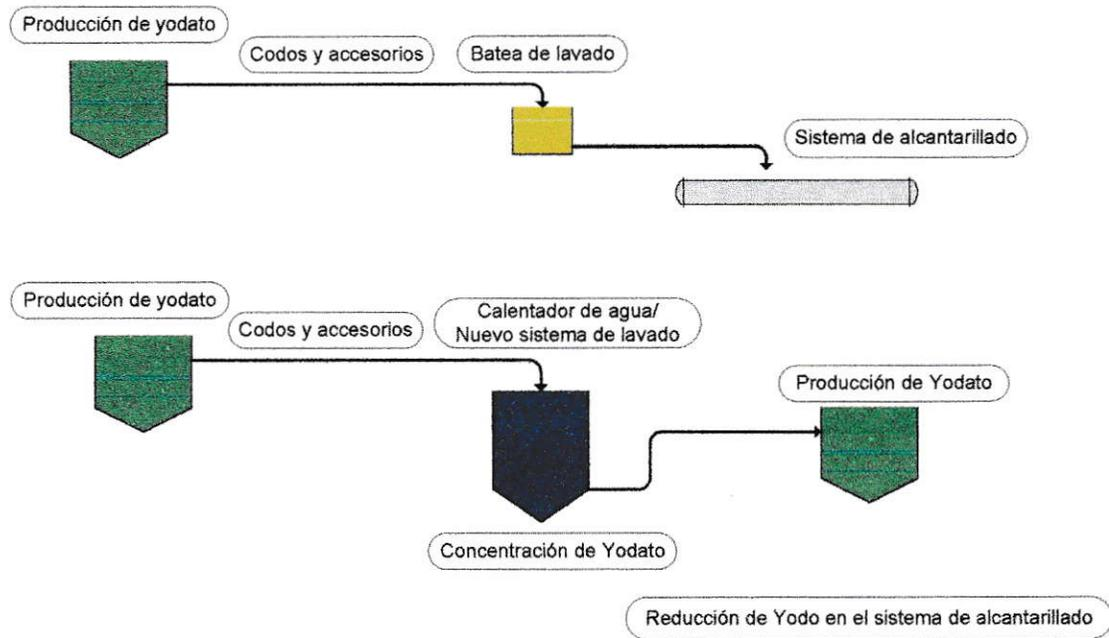 Producción de yodato
Codos y accesorios
Batea de lavado
Sistema de alcantarillado
Producción de yodato
Codos y accesorios
Calentador de agua/
Nuevo sistema de lavado
Producción de Yodato
Concentración de Yodato
Reducción de Yodo en el sistema de alcantarillado